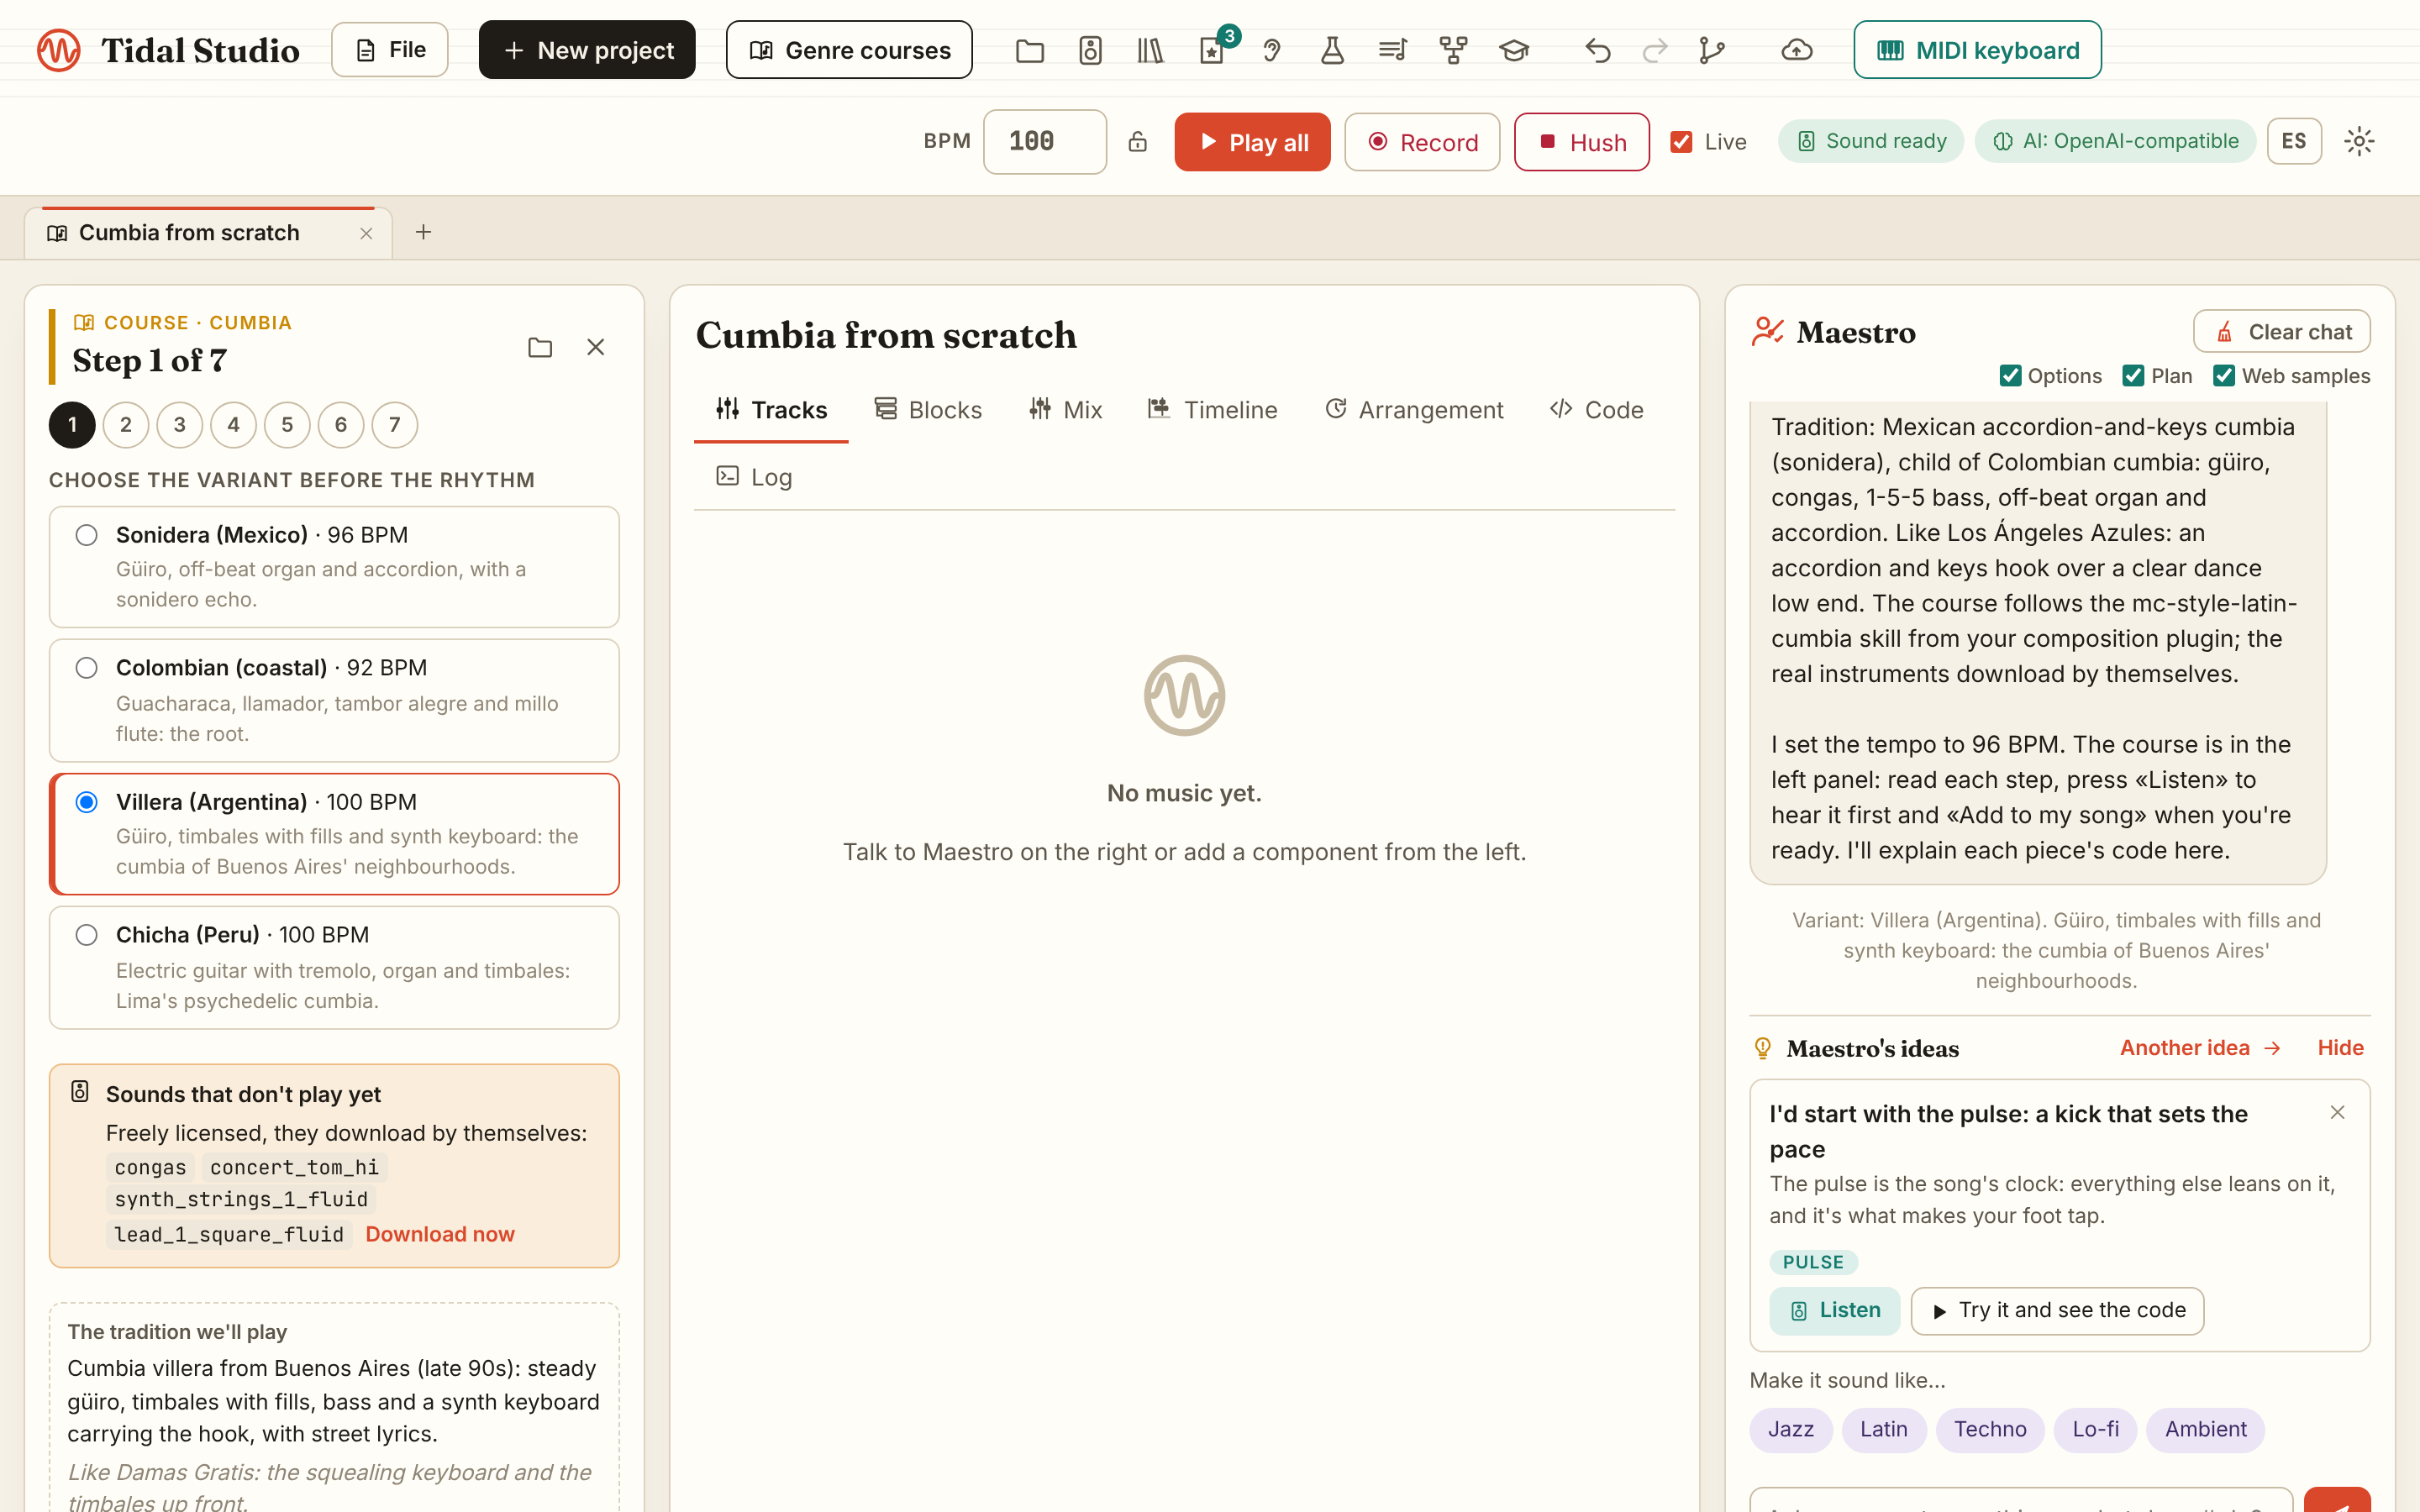 Tidal Studio
File
New project
Genre courses
3
MIDI keyboard
BPM
100
Play all
Record
Hush
Live
Sound ready
AI: OpenAI-compatible
ES
Cumbia from scratch
COURSE · CUMBIA
Step 1 of 7
1 2 3 4 5 6 7
CHOOSE THE VARIANT BEFORE THE RHYTHM
Sonidera (Mexico) · 96 BPM
Güiro, off-beat organ and accordion, with a
sonidero echo.
Colombian (coastal) · 92 BPM
Guacharaca, llamador, tambor alegre and millo
flute: the root.
Villera (Argentina) · 100 BPM
Güiro, timbales with fills and synth keyboard: the
cumbia of Buenos Aires' neighbourhoods.
Chicha (Peru) · 100 BPM
Electric guitar with tremolo, organ and timbales:
Lima's psychedelic cumbia.
Sounds that don't play yet
Freely licensed, they download by themselves:
congas concert_tom_hi
synth_strings_1_fluid
lead_1_square_fluid Download now
The tradition we'll play
Cumbia villera from Buenos Aires (late 90s): steady
güiro, timbales with fills, bass and a synth keyboard
carrying the hook, with street lyrics.
Like Damas Gratis: the squealing keyboard and the
timbales up front.
Cumbia from scratch
Tracks
Blocks
Mix
Timeline
Arrangement
Code
Log
No music yet.
Talk to Maestro on the right or add a component from the left.
Maestro
Clear chat
Options
Plan
Web samples
Tradition: Mexican accordion-and-keys cumbia
(sonidera), child of Colombian cumbia: güiro,
congas, 1-5-5 bass, off-beat organ and
accordion. Like Los Ángeles Azules: an
accordion and keys hook over a clear dance
low end. The course follows the mc-style-latin-
cumbia skill from your composition plugin; the
real instruments download by themselves.
I set the tempo to 96 BPM. The course is in the
left panel: read each step, press «Listen» to
hear it first and «Add to my song» when you're
ready. I'll explain each piece's code here.
Variant: Villera (Argentina). Güiro, timbales with fills and
synth keyboard: the cumbia of Buenos Aires'
neighbourhoods.
Maestro's ideas
Another idea →
Hide
I'd start with the pulse: a kick that sets the
pace
The pulse is the song's clock: everything else leans on it,
and it's what makes your foot tap.
PULSE
Listen
Try it and see the code
Make it sound like...
Jazz
Latin
Techno
Lo-fi
Ambient